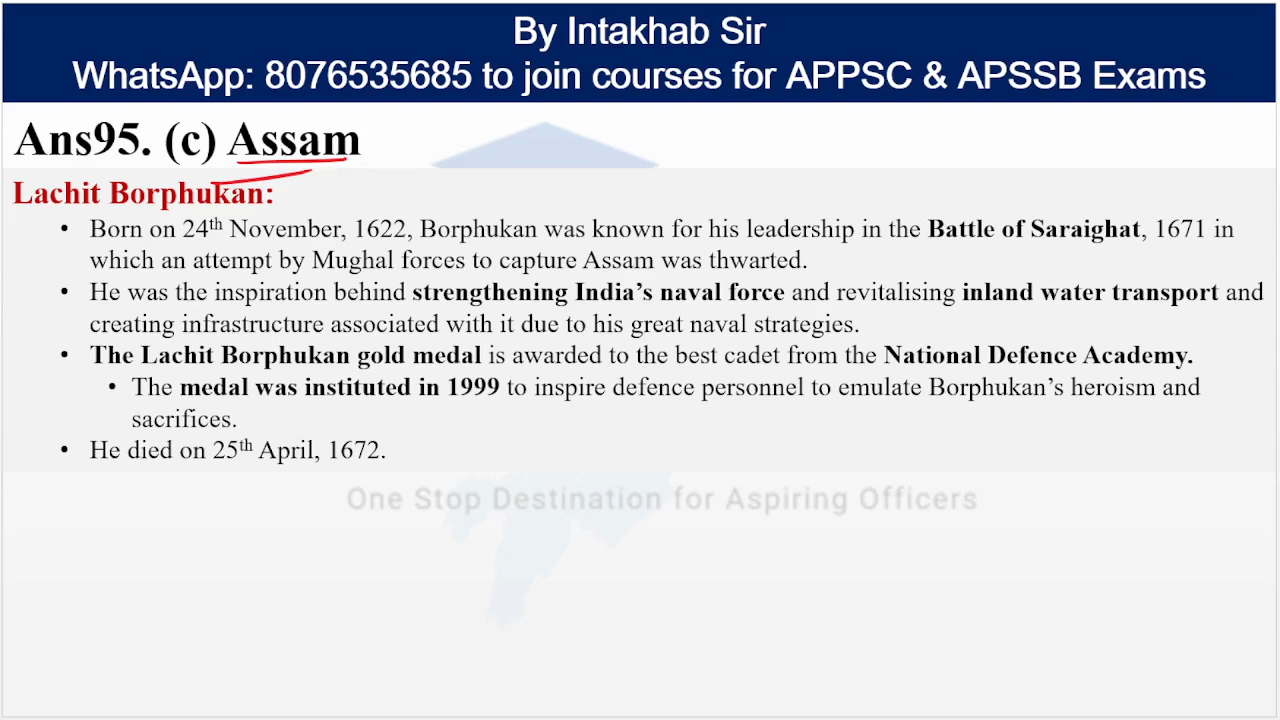 By Intakhab Sir
WhatsApp: 8076535685 to join courses for APPSC & APSSB Exams
Ans95. (c) Assam
Lachit Borphukan:
• Born on 24th November, 1622, Borphukan was known for his leadership in the Battle of Saraighat, 1671 in
which an attempt by Mughal forces to capture Assam was thwarted.
• He was the inspiration behind strengthening India’s naval force and revitalising inland water transport and
creating infrastructure associated with it due to his great naval strategies.
• The Lachit Borphukan gold medal is awarded to the best cadet from the National Defence Academy.
• The medal was instituted in 1999 to inspire defence personnel to emulate Borphukan’s heroism and
sacrifices.
• He died on 25th April, 1672.
One Stop Destination for Aspiring Officers